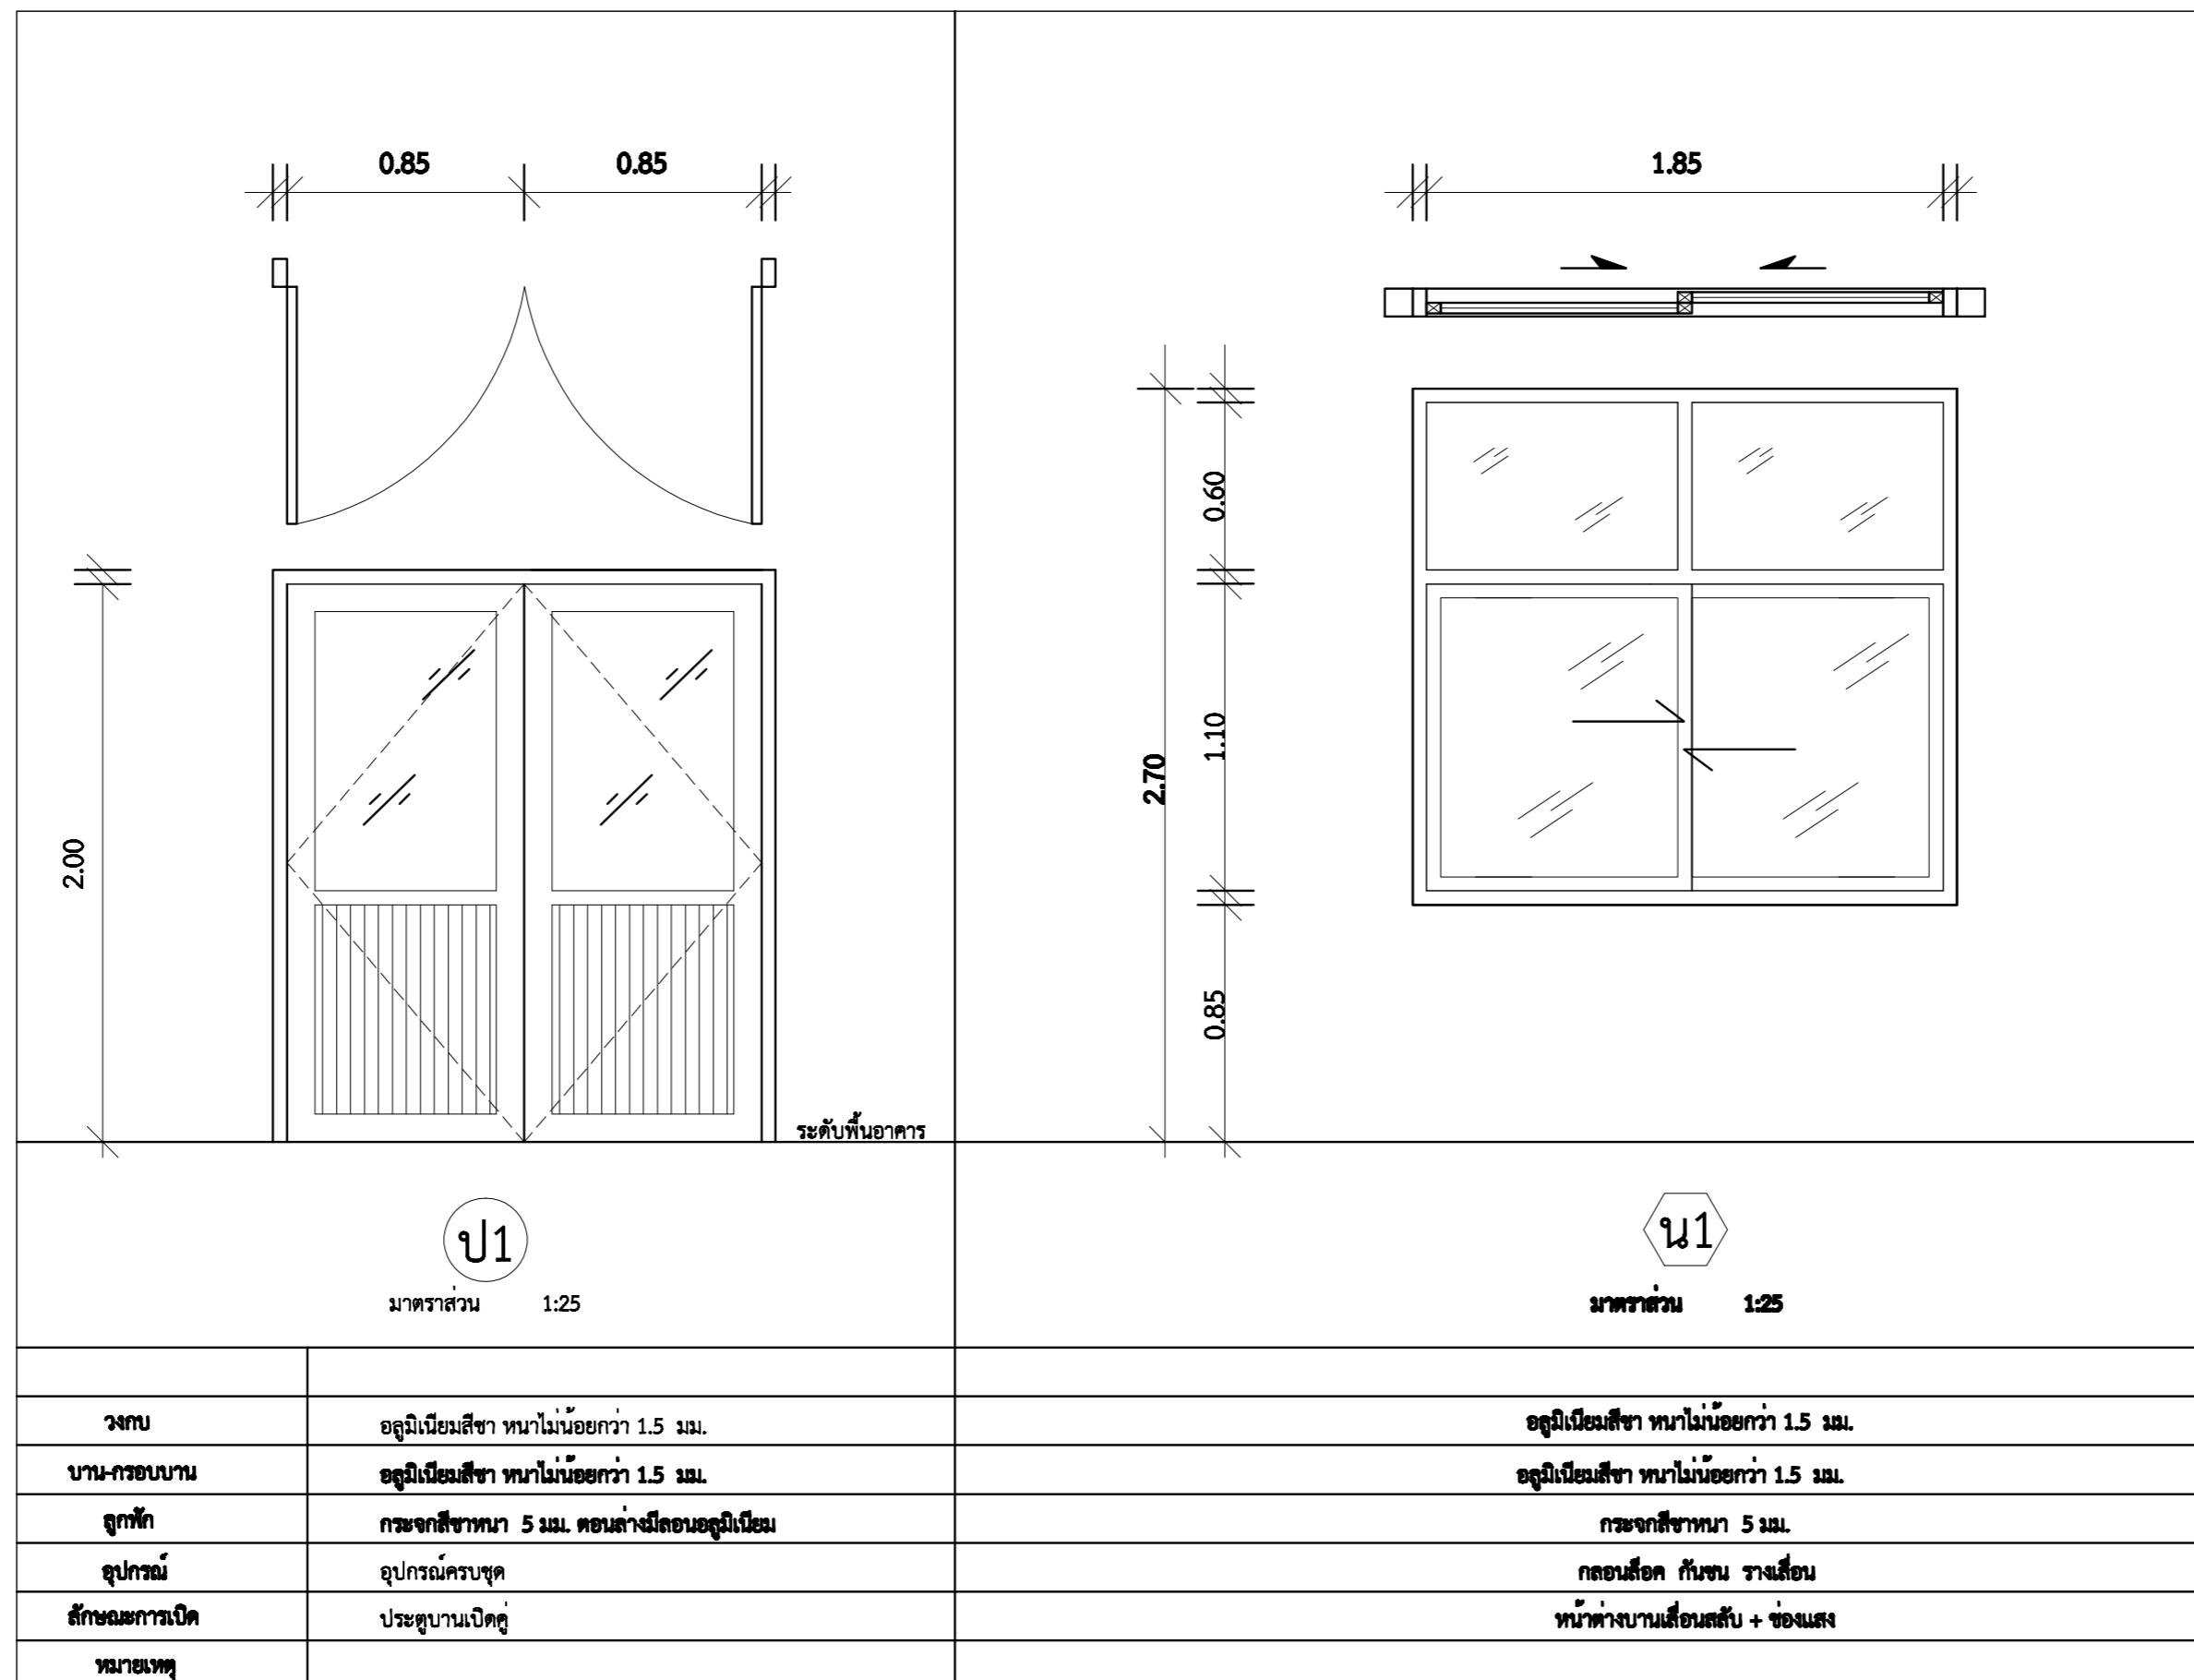 0.85 0.85
1.85
0.60
1.10
2.70
2.00
0.85
ระดับพื้นอาคาร
ป1
น1
มาตราส่วน 1:25
มาตราส่วน 1:25
วงกบ อลูมิเนียมสีชา หนาไม่น้อยกว่า 1.5 มม. อลูมิเนียมสีชา หนาไม่น้อยกว่า 1.5 มม.
บาน-กรอบบาน อลูมิเนียมสีชา หนาไม่น้อยกว่า 1.5 มม. อลูมิเนียมสีชา หนาไม่น้อยกว่า 1.5 มม.
ลูกฟัก กระจกสีชาหนา 5 มม. ตอนล่างมีลอนอลูมิเนียม กระจกสีชาหนา 5 มม.
อุปกรณ์ อุปกรณ์ครบชุด กลอนล็อค กันชน รางเลื่อน
ลักษณะการเปิด ประตูบานเปิดคู่ หน้าต่างบานเลื่อนสลับ + ช่องแสง
หมายเหตุ